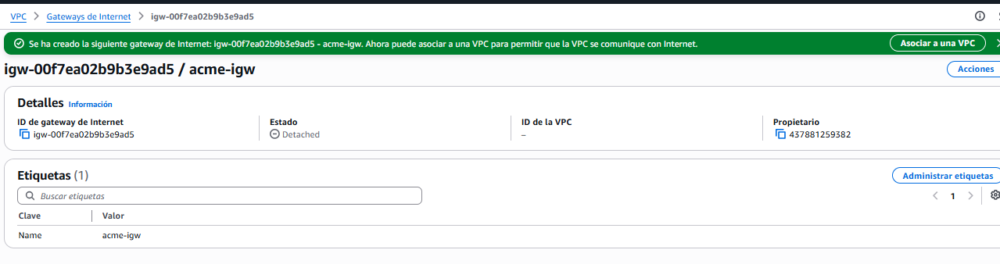 VPC > Gateways de Internet > igw-00f7ea02b9b3e9ad5
Se ha creado la siguiente gateway de Internet: igw-00f7ea02b9b3e9ad5 - acme-igw. Ahora puede asociar a una VPC para permitir que la VPC se comunique con Internet. Asociar a una VPC
igw-00f7ea02b9b3e9ad5 / acme-igw Acciones
Detalles Información
ID de gateway de Internet Estado ID de la VPC Propietario
igw-00f7ea02b9b3e9ad5 Detached – 437881259382
Etiquetas (1) Administrar etiquetas
Buscar etiquetas 1
Clave Valor
Name acme-igw